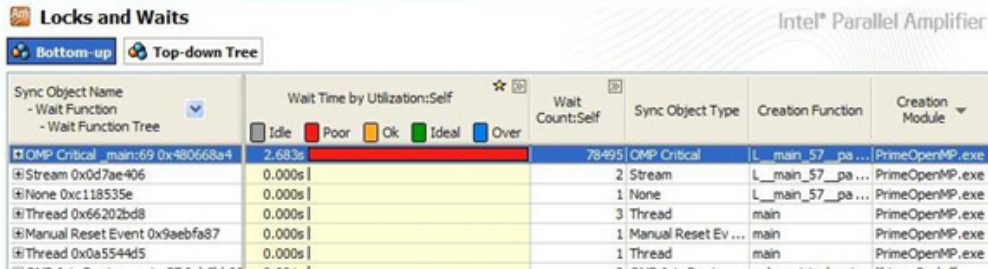 Locks and Waits
Intel® Parallel Amplifier
Bottom-up Top-down Tree
Sync Object Name
- Wait Function
- Wait Function Tree
Wait Time by Utilization:Self
Idle Poor Ok Ideal Over
Wait
Count:Self
Sync Object Type
Creation Function
Creation
Module
OMP Critical _main:69 0x480668a4 2.683s 78495 OMP Critical L__main_57__pa... PrimeOpenMP.exe
Stream 0x0d7ae406 0.000s 2 Stream L__main_57__pa... PrimeOpenMP.exe
None 0xc118535e 0.000s 1 None L__main_57__pa... PrimeOpenMP.exe
Thread 0x66202bd8 0.000s 3 Thread main PrimeOpenMP.exe
Manual Reset Event 0x9aebfa87 0.000s 1 Manual Reset Ev... main PrimeOpenMP.exe
Thread 0x0a5544d5 0.000s 1 Thread main PrimeOpenMP.exe